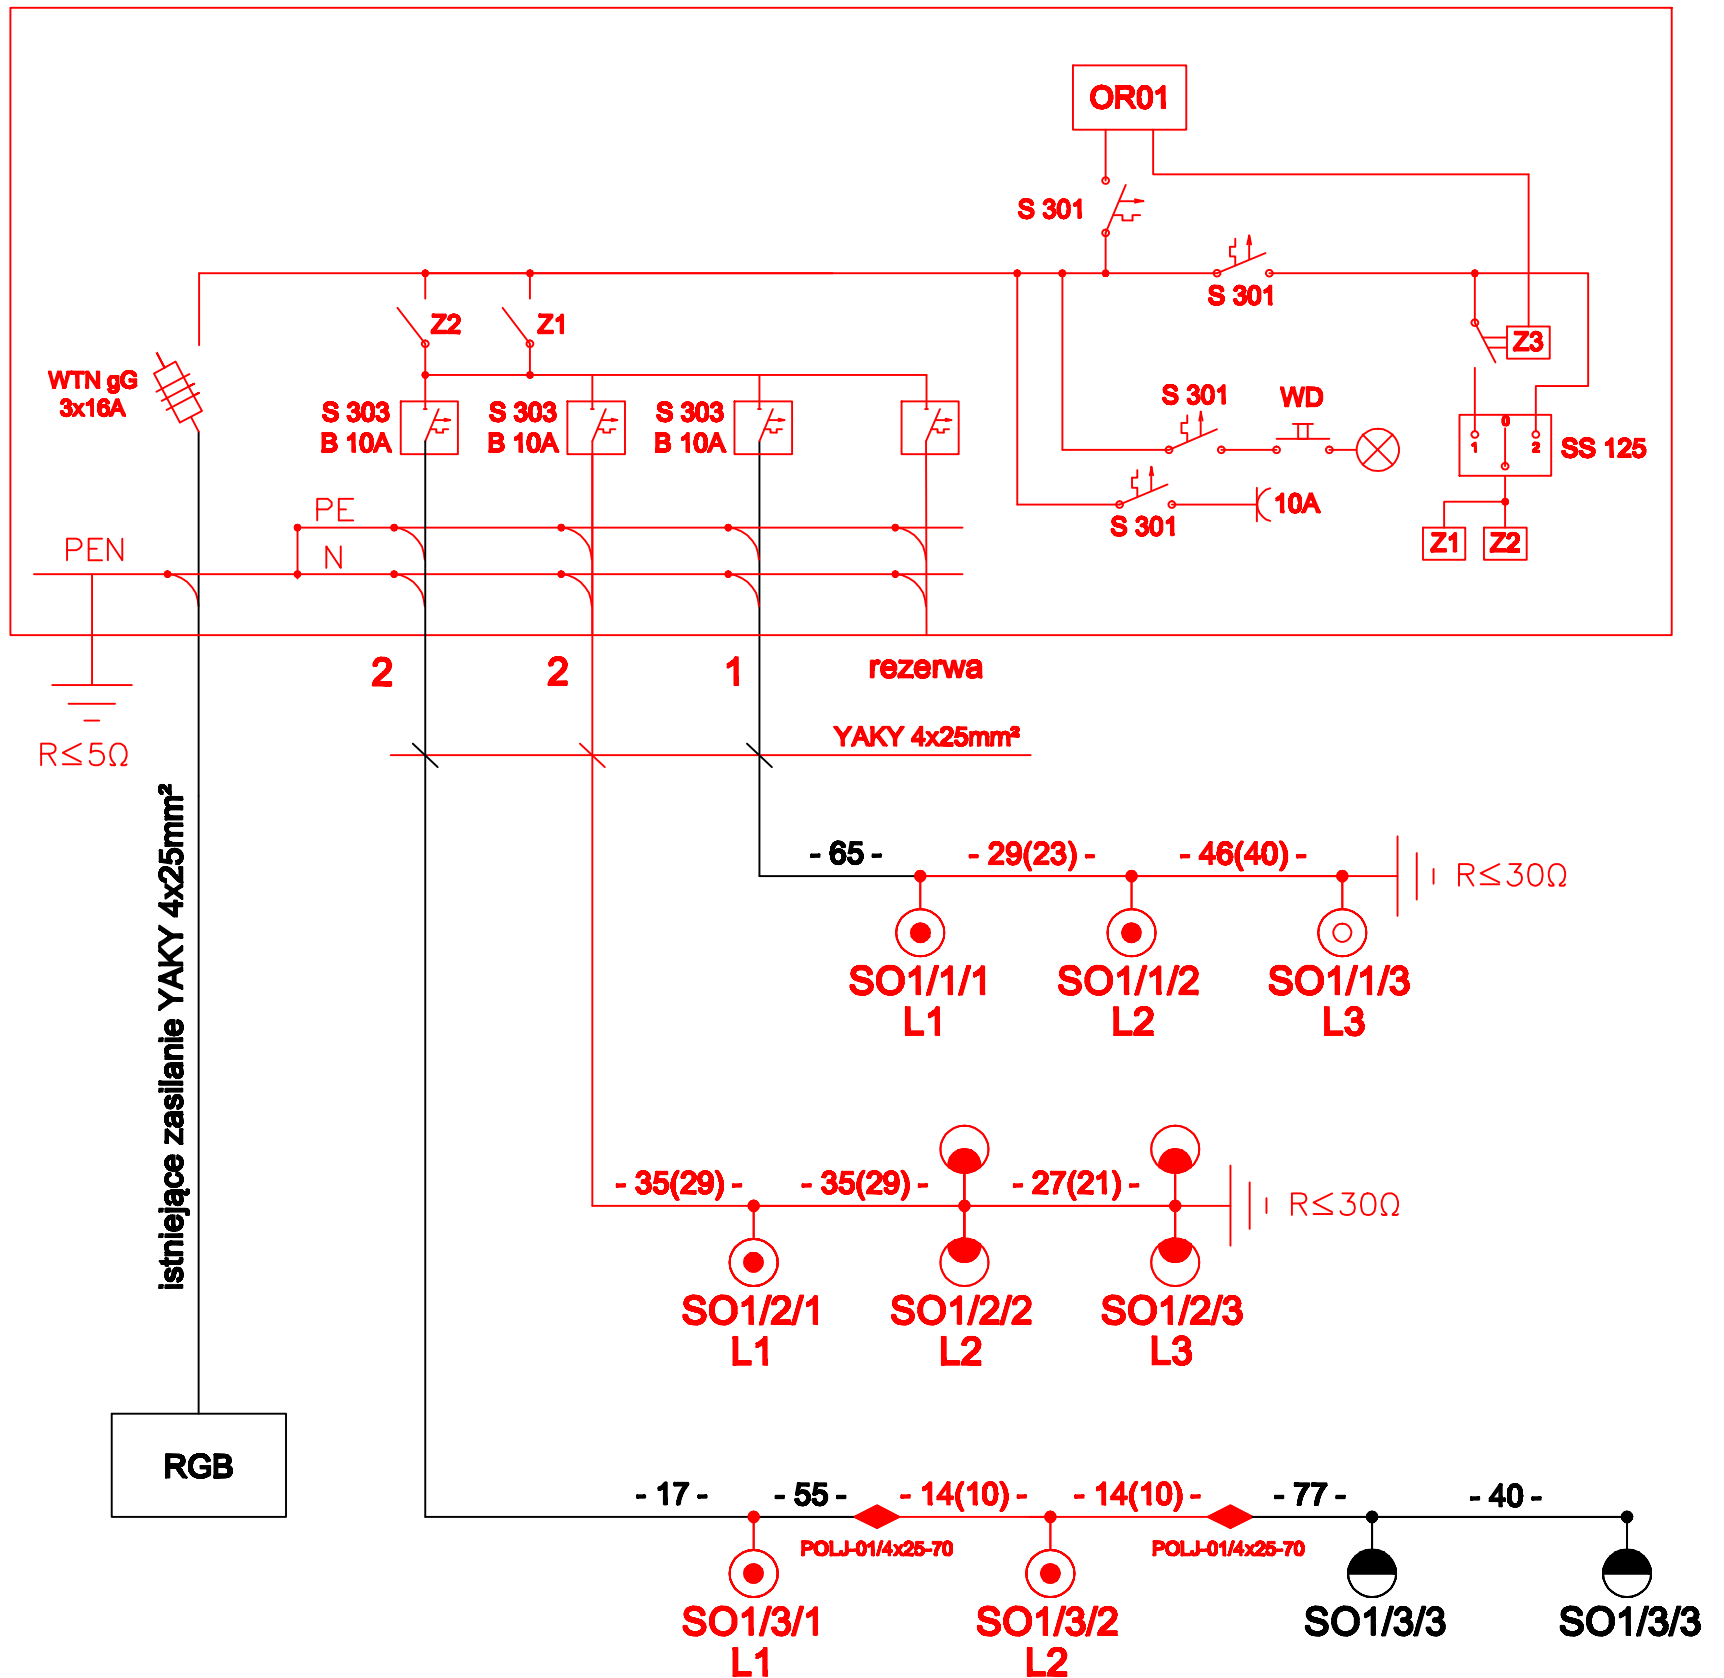 OR01
S 301
S 301
Z2
Z1
Z3
WTN gG
3x16A
S 303
B 10A
S 303
B 10A
S 303
B 10A
S 301
WD
0
1
2
SS 125
10A
S 301
PE
PEN
N
Z1
Z2
2
2
1
rezerwa
R≤5Ω
YAKY 4x25mm²
istniejące zasilanie YAKY 4x25mm²
- 65 -
- 29(23) -
- 46(40) -
R≤30Ω
SO1/1/1
L1
SO1/1/2
L2
SO1/1/3
L3
- 35(29) -
- 35(29) -
- 27(21) -
R≤30Ω
SO1/2/1
L1
SO1/2/2
L2
SO1/2/3
L3
RGB
- 17 -
- 55 -
- 14(10) -
- 14(10) -
- 77 -
- 40 -
POLJ-01/4x25-70
POLJ-01/4x25-70
SO1/3/1
L1
SO1/3/2
L2
SO1/3/3
SO1/3/3